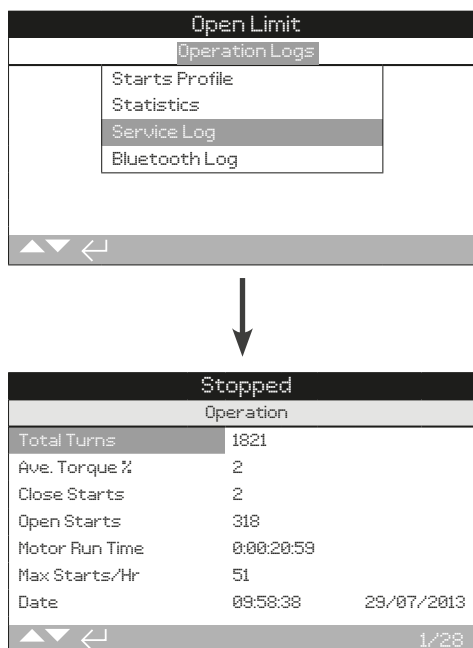 Open Limit
Operation Logs
Starts Profile
Statistics
Service Log
Bluetooth Log
Stopped
Operation
Total Turns 1821
Ave. Torque % 2
Close Starts 2
Open Starts 318
Motor Run Time 0:00:20:59
Max Starts/Hr 51
Date 09:58:38 29/07/2013
1/28